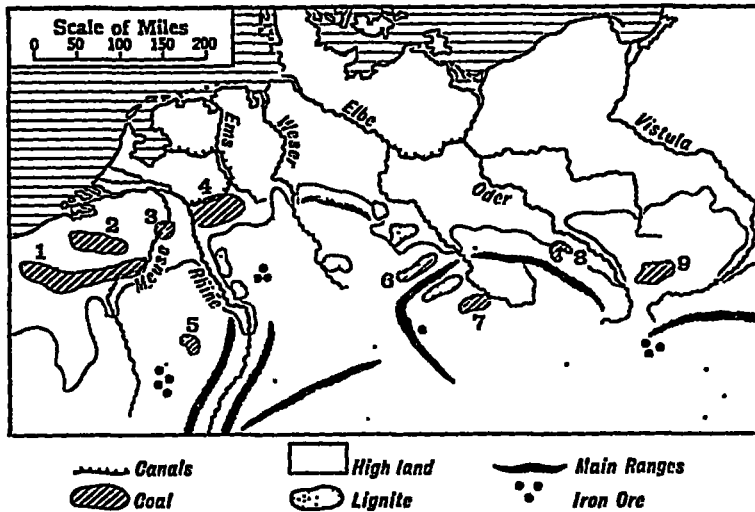 Scale of Miles
0 50 100 150 200
Ems
Weser
Elbe
Vistula
Oder
Meuse
Rhine
1
2
3
4
5
6
7
8
9
Canals
High land
Main Ranges
Coal
Lignite
Iron Ore